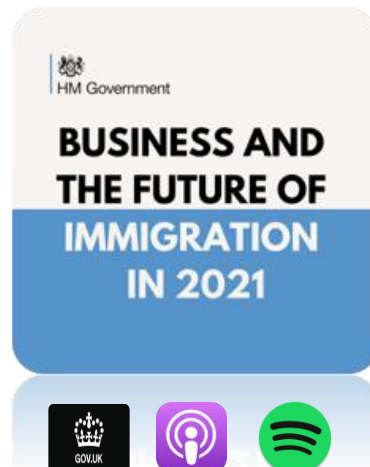 HM Government
BUSINESS AND
THE FUTURE OF
IMMIGRATION
IN 2021
GOV.UK